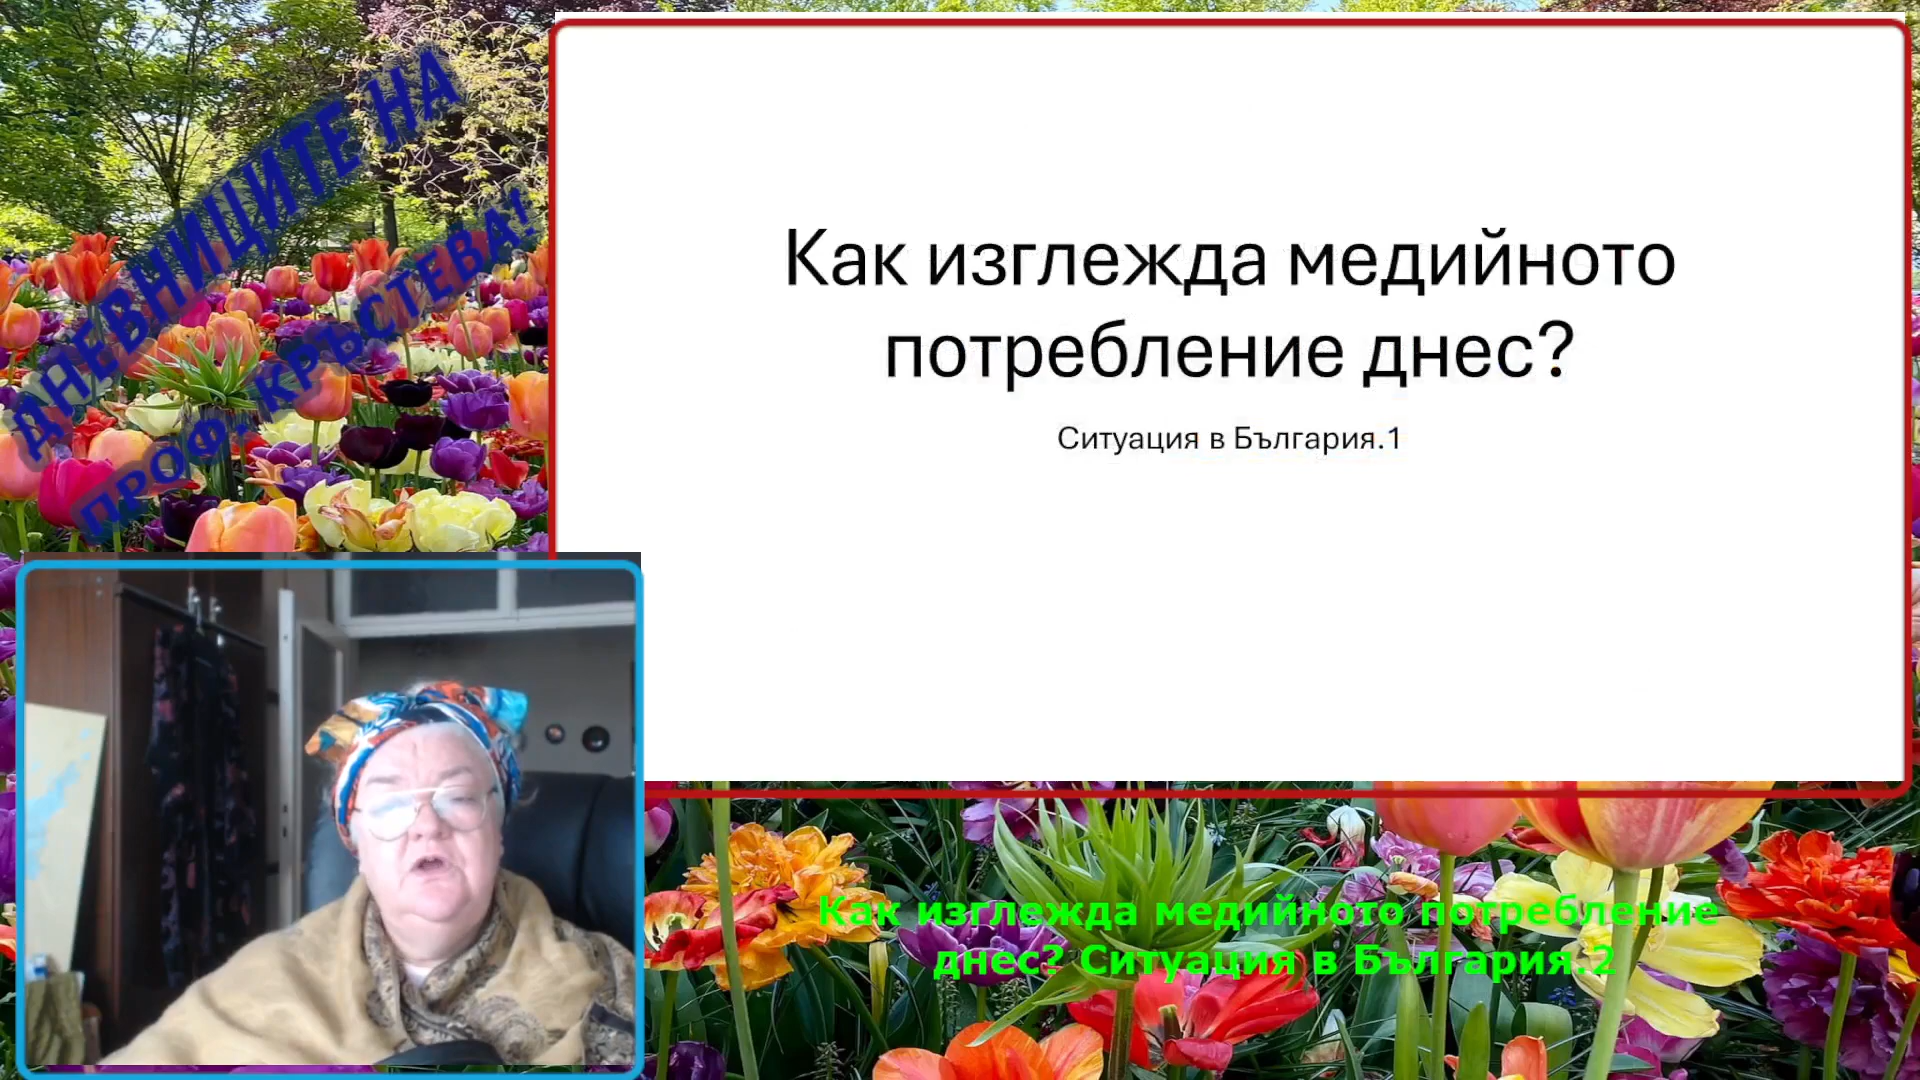 ДНЕВНИЦИТЕ НА
ПРОФ. КРЪСТЕВА!
Как изглежда медийното
потребление днес?
Ситуация в България.1
Как изглежда медийното потребление
днес? Ситуация в България.2